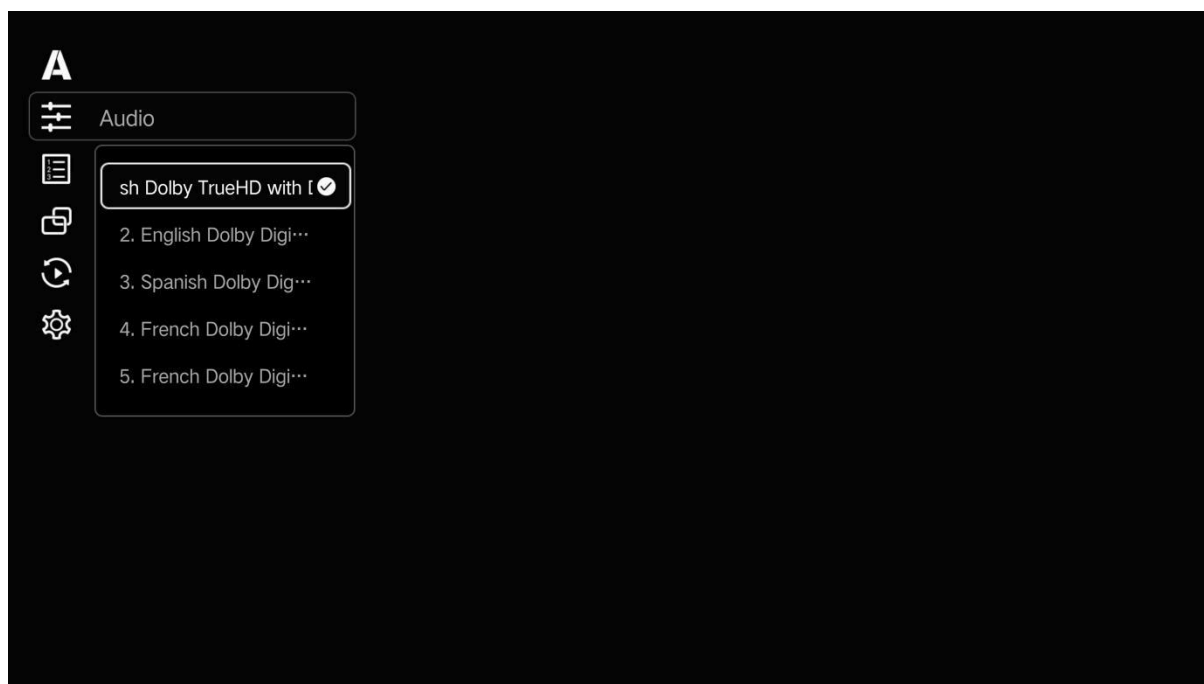 A
Audio
sh Dolby TrueHD with
2. English Dolby Digi···
3. Spanish Dolby Dig···
4. French Dolby Digi···
5. French Dolby Digi···